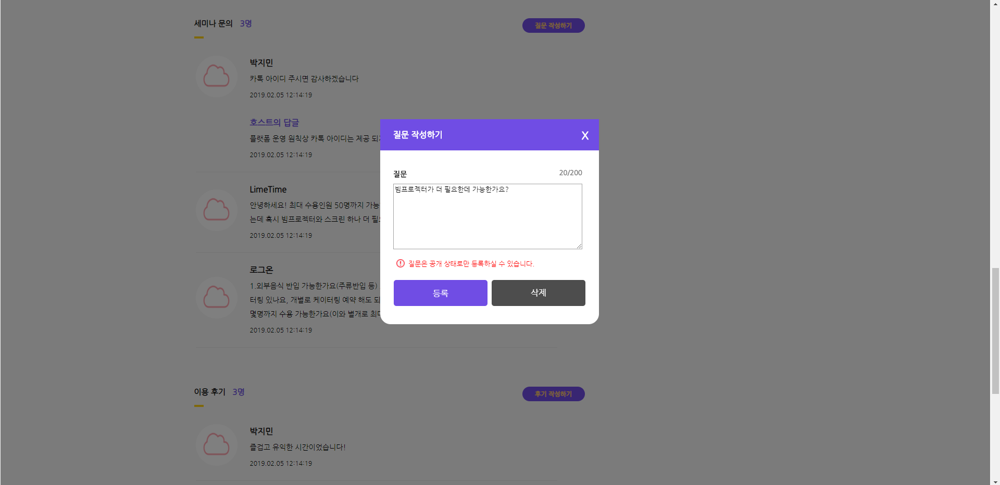 세미나 문의 3명
질문 작성하기
박지민
카톡 아이디 주시면 감사하겠습니다
2019.02.05 12:14:19
호스트의 답글
플랫폼 운영 원칙상 카톡 아이디는 제공
2019.02.05 12:14:19
LimeTime
안녕하세요! 최대 수용인원 50명까지
는데 혹시 빔프로젝터와 스크린 하나 더
2019.02.05 12:14:19
로그온
1.외부음식 반입 가능한가요(주류반입 등)
터링 있나요, 개별로 케이터링 예약 해도
몇명까지 수용 가능한가요(이와 별개로
2019.02.05 12:14:19
질문 작성하기
X
질문
20/200
빔프로젝터가 더 필요한데 가능한가요?
질문은 공개 상태로만 등록하실 수 있습니다.
등록
삭제
이용 후기 3명
후기 작성하기
박지민
즐겁고 유익한 시간이었습니다!
2019.02.05 12:14:19